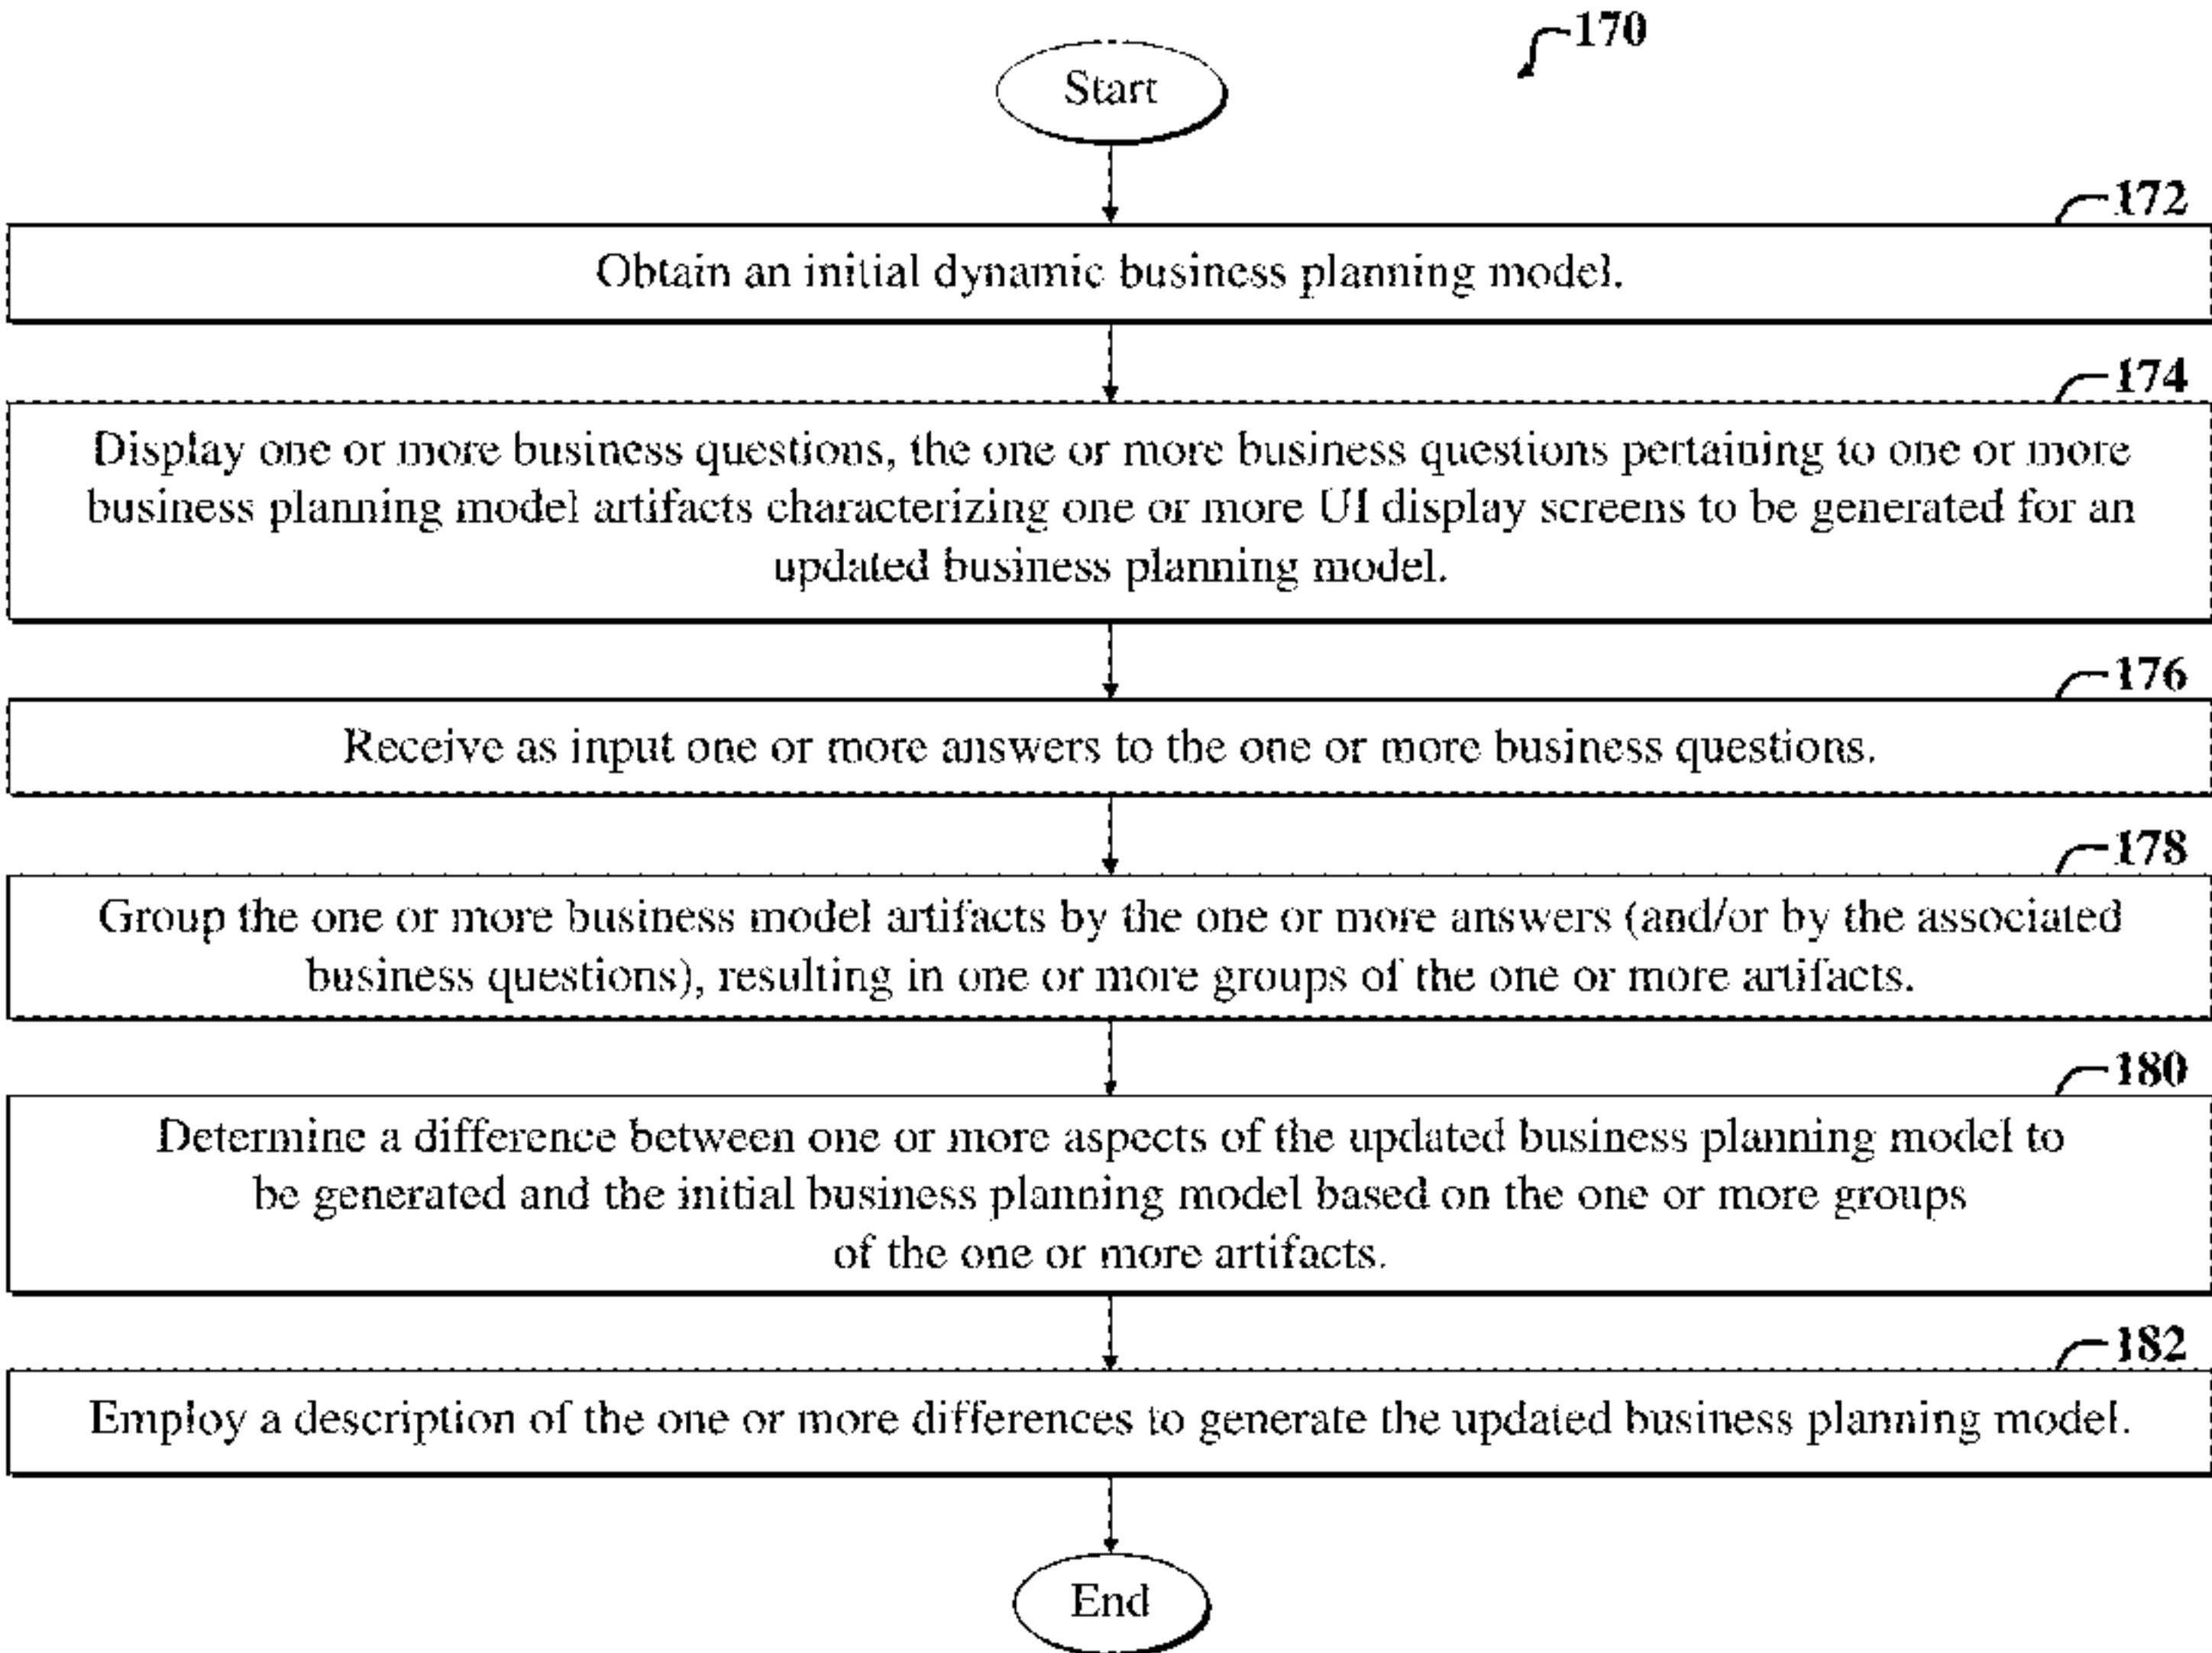 170
Start
172
Obtain an initial dynamic business planning model.
174
Display one or more business questions, the one or more business questions pertaining to one or more
business planning model artifacts characterizing one or more UI display screens to be generated for an
updated business planning model.
176
Receive as input one or more answers to the one or more business questions.
178
Group the one or more business model artifacts by the one or more answers (and/or by the associated
business questions), resulting in one or more groups of the one or more artifacts.
180
Determine a difference between one or more aspects of the updated business planning model to
be generated and the initial business planning model based on the one or more groups
of the one or more artifacts.
182
Employ a description of the one or more differences to generate the updated business planning model.
End